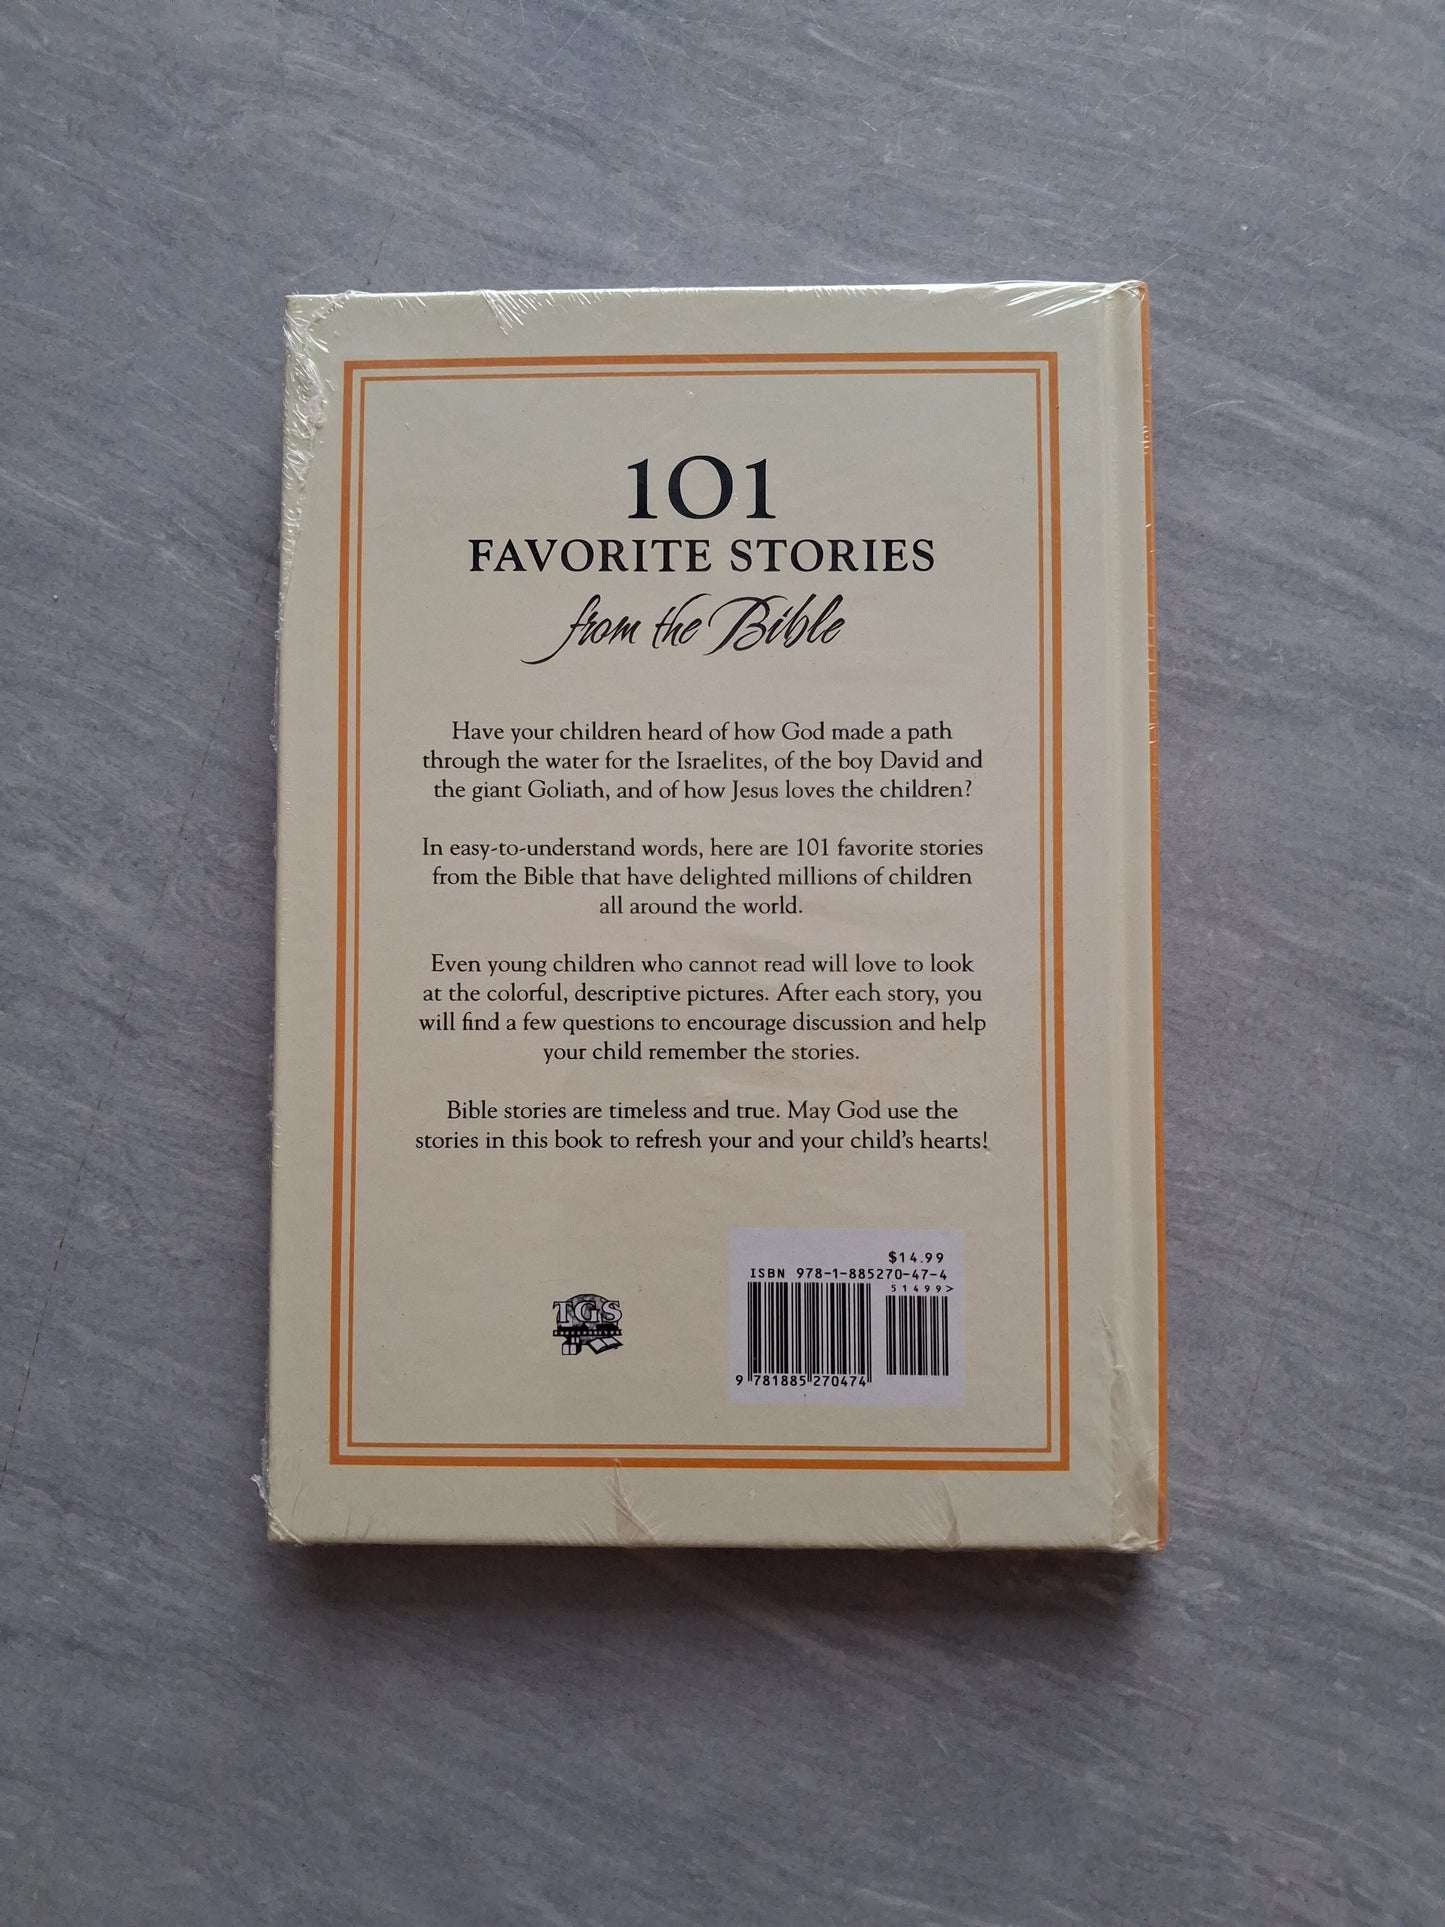 101
FAVORITE STORIES
from the Bible
Have your children heard of how God made a path
through the water for the Israelites, of the boy David and
the giant Goliath, and of how Jesus loves the children?
In easy-to-understand words, here are 101 favorite stories
from the Bible that have delighted millions of children
all around the world.
Even young children who cannot read will love to look
at the colorful, descriptive pictures. After each story, you
will find a few questions to encourage discussion and help
your child remember the stories.
Bible stories are timeless and true. May God use the
stories in this book to refresh your and your child's hearts!
TGS
$14.99
ISBN 978-1-885270-47-4
51499>
9 781885 270474